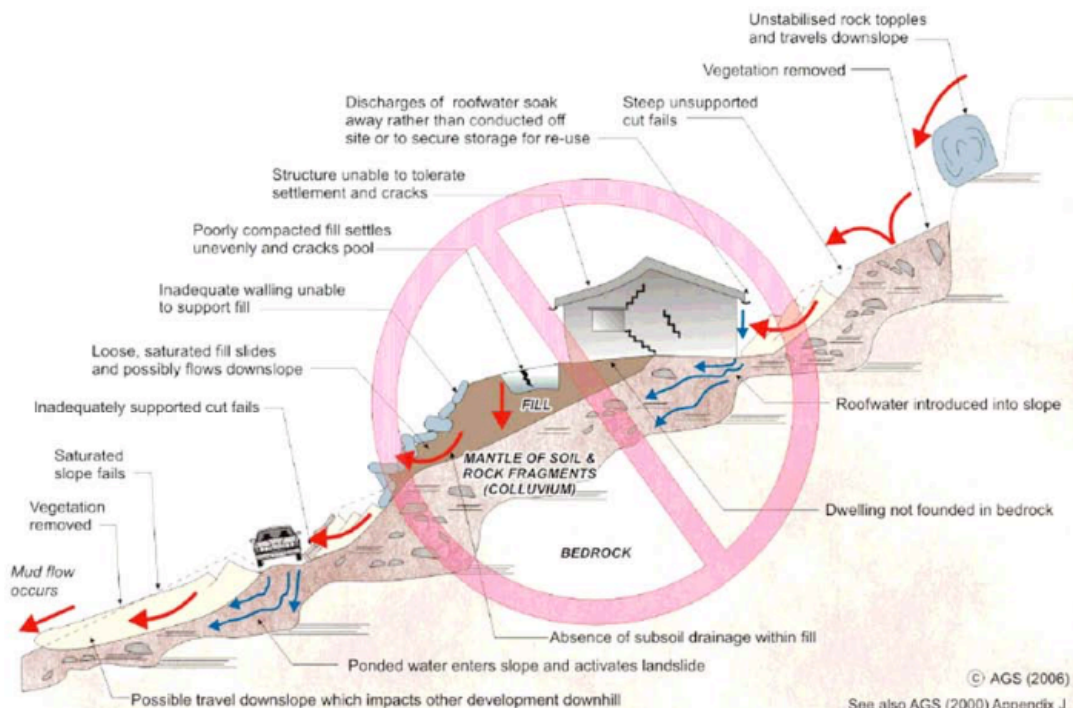 Unstabilised rock topples
and travels downslope
Vegetation removed
Discharges of roofwater soak
away rather than conducted off
site or to secure storage for re-use
Steep unsupported
cut fails
Structure unable to tolerate
settlement and cracks
Poorly compacted fill settles
unevenly and cracks pool
Inadequate walling unable
to support fill
Loose, saturated fill slides
and possibly flows downslope
Inadequately supported cut fails
Saturated
slope fails
Vegetation
removed
Mud flow
occurs
FILL
MANTLE OF SOIL &
ROCK FRAGMENTS
(COLLUVIUM)
BEDROCK
Roofwater introduced into slope
Dwelling not founded in bedrock
Absence of subsoil drainage within fill
Ponded water enters slope and activates landslide
Possible travel downslope which impacts other development downhill
© AGS (2006)
See also AGS (2000) Appendix J